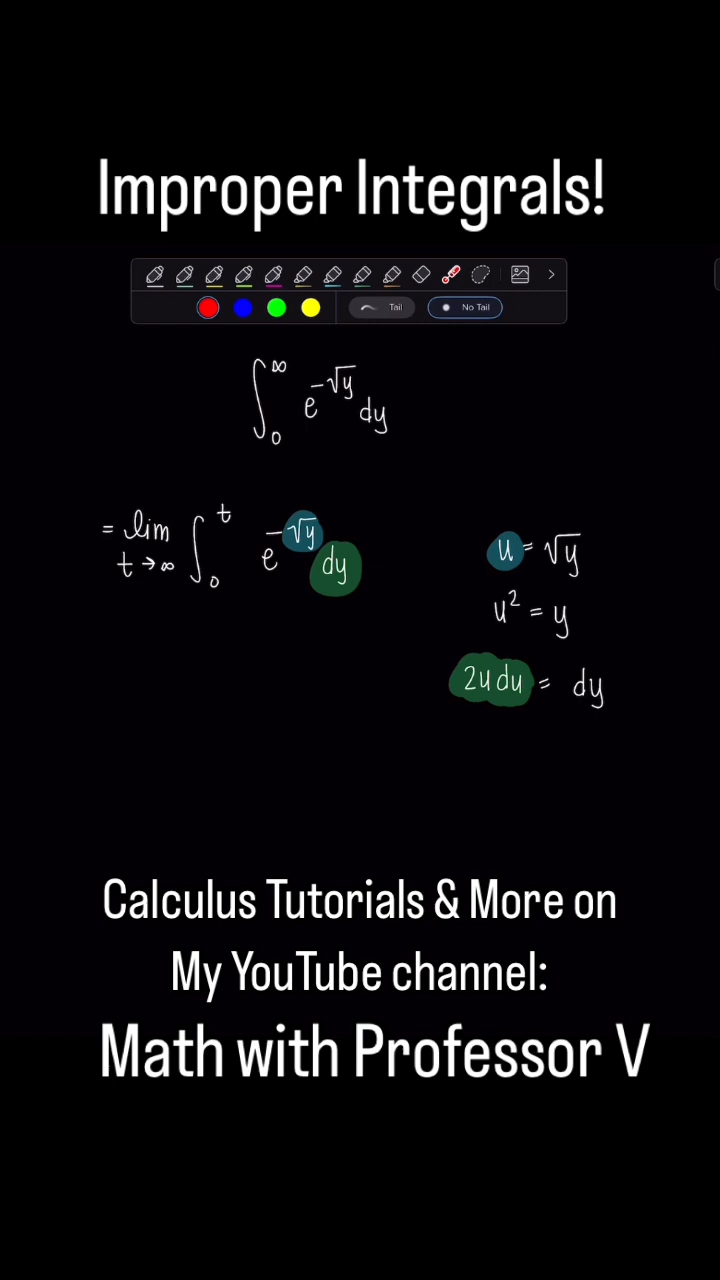 Improper Integrals!
Tail
No Tail
∫₀^∞ e^(-√y) dy
= lim t→∞ ∫₀^t e^(-√y) dy
u = √y
u² = y
2u du = dy
Calculus Tutorials & More on
My YouTube channel:
Math with Professor V